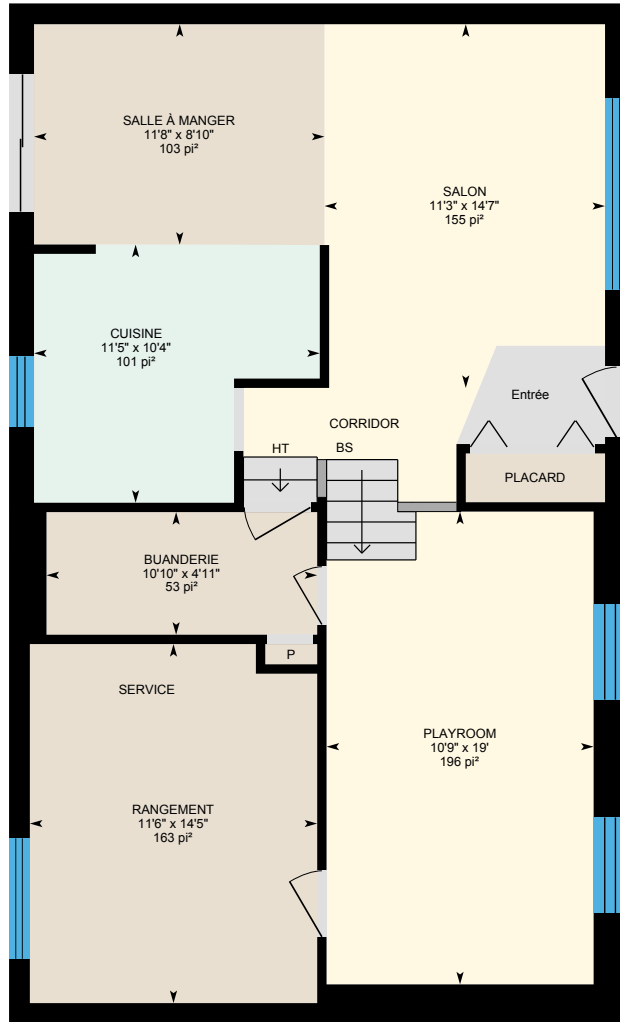 SALLE À MANGER
11'8" x 8'10"
103 pi²
SALON
11'3" x 14'7"
155 pi²
CUISINE
11'5" x 10'4"
101 pi²
Entrée
CORRIDOR
HT
BS
PLACARD
BUANDERIE
10'10" x 4'11"
53 pi²
P
SERVICE
PLAYROOM
10'9" x 19'
196 pi²
RANGEMENT
11'6" x 14'5"
163 pi²